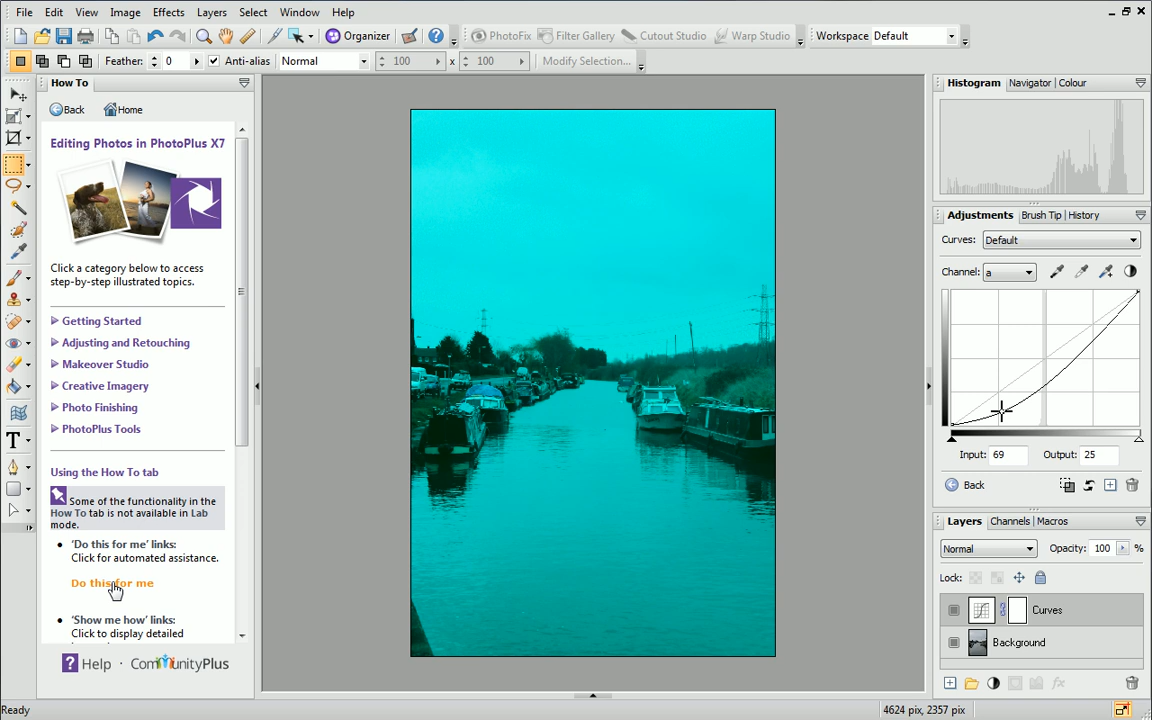 File Edit View Image Effects Layers Select Window Help
Organizer PhotoFix Filter Gallery Cutout Studio Warp Studio Workspace Default
Feather: 0 Anti-alias Normal 100 x 100 Modify Selection...
How To
Back Home
Editing Photos in PhotoPlus X7
Click a category below to access
step-by-step illustrated topics.
Getting Started
Adjusting and Retouching
Makeover Studio
Creative Imagery
Photo Finishing
PhotoPlus Tools
Using the How To tab
Some of the functionality in the
How To tab is not available in Lab
mode.
'Do this for me' links:
Click for automated assistance.
Do this for me
'Show me how' links:
Click to display detailed
Help · CommunityPlus
Histogram Navigator | Colour
Adjustments Brush Tip | History
Curves: Default
Channel: a
Input: 69 Output: 25
Back
Layers Channels | Macros
Normal Opacity: 100 %
Lock:
Curves
Background
Ready 4624 pix, 2357 pix